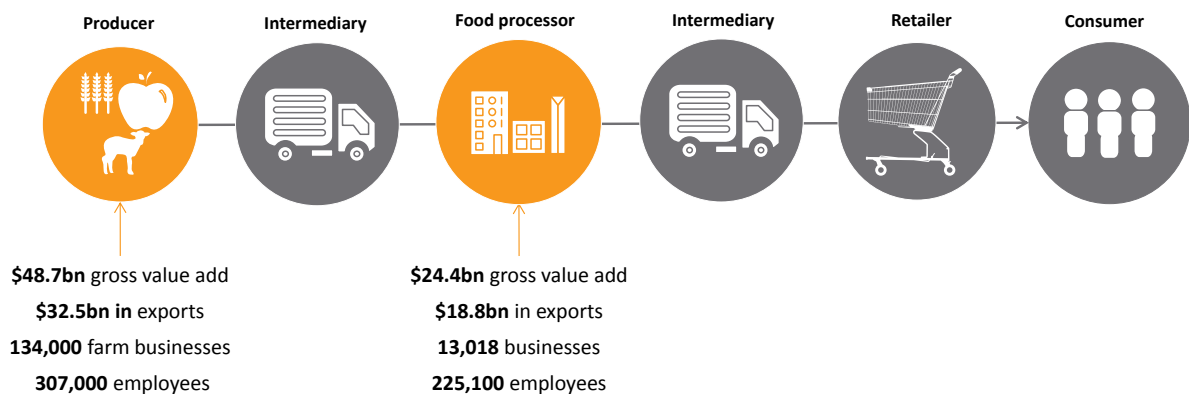 Producer
Intermediary
Food processor
Intermediary
Retailer
Consumer
$48.7bn gross value add
$32.5bn in exports
134,000 farm businesses
307,000 employees
$24.4bn gross value add
$18.8bn in exports
13,018 businesses
225,100 employees